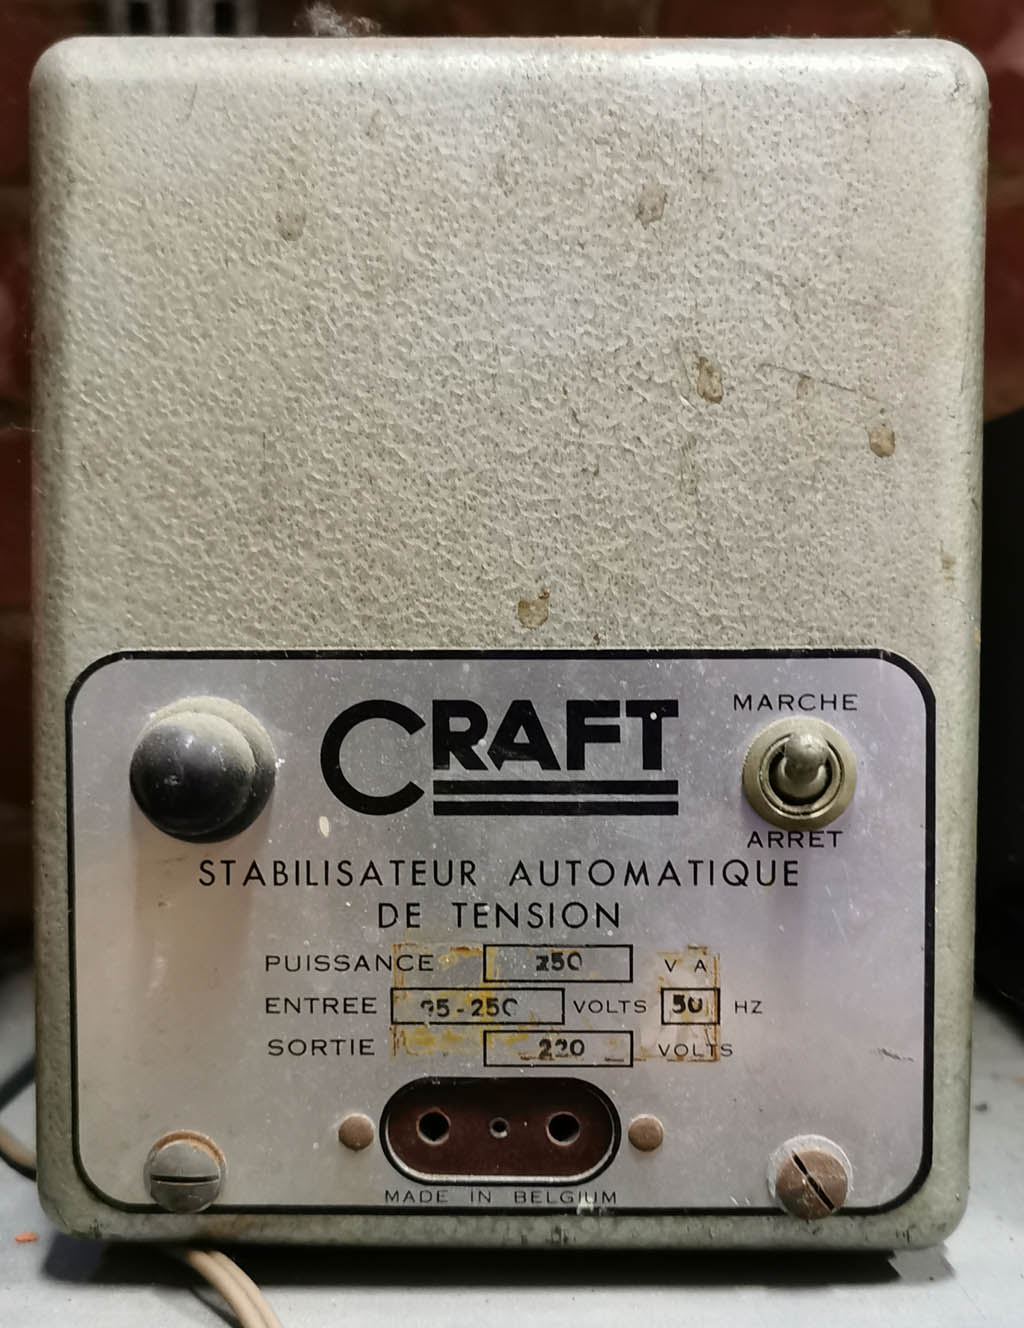 CRAFT
MARCHE
ARRET
STABILISATEUR AUTOMATIQUE
DE TENSION
PUISSANCE 250 VA
ENTREE 95-250 VOLTS 50 HZ
SORTIE 220 VOLTS
MADE IN BELGIUM